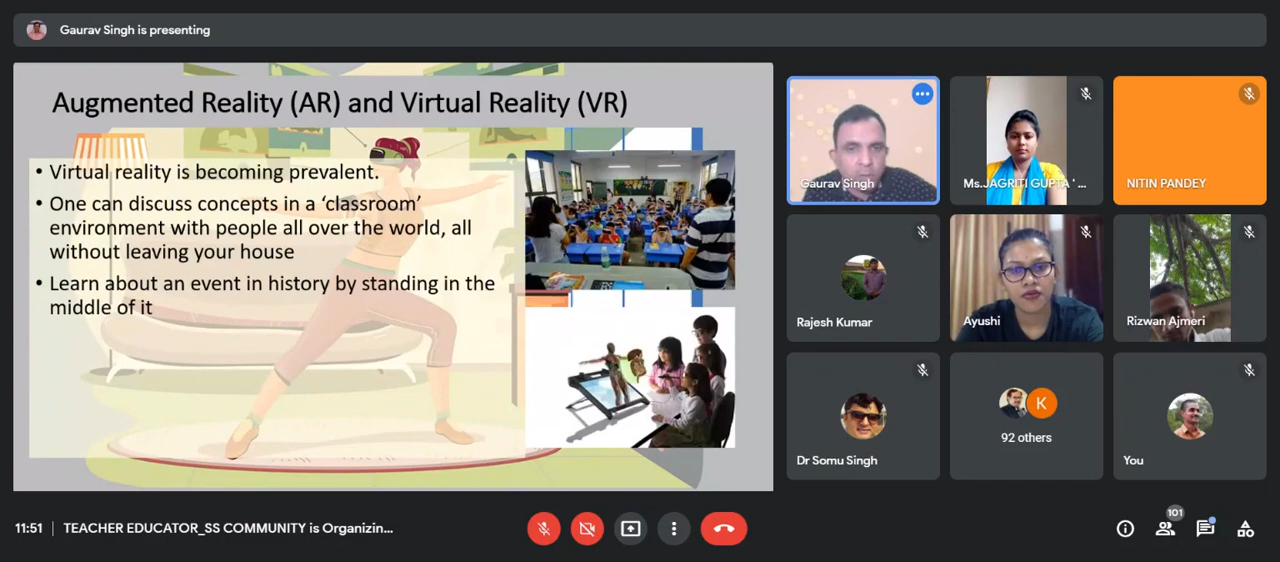 Gaurav Singh is presenting
Augmented Reality (AR) and Virtual Reality (VR)
• Virtual reality is becoming prevalent.
• One can discuss concepts in a ‘classroom’
environment with people all over the world, all
without leaving your house
• Learn about an event in history by standing in the
middle of it
Gaurav Singh
Ms.JAGRITI GUPTA ' ...
NITIN PANDEY
Rajesh Kumar
Ayushi
Rizwan Ajmeri
Dr Somu Singh
K
92 others
You
11:51 | TEACHER EDUCATOR_SS COMMUNITY is Organizin...
101